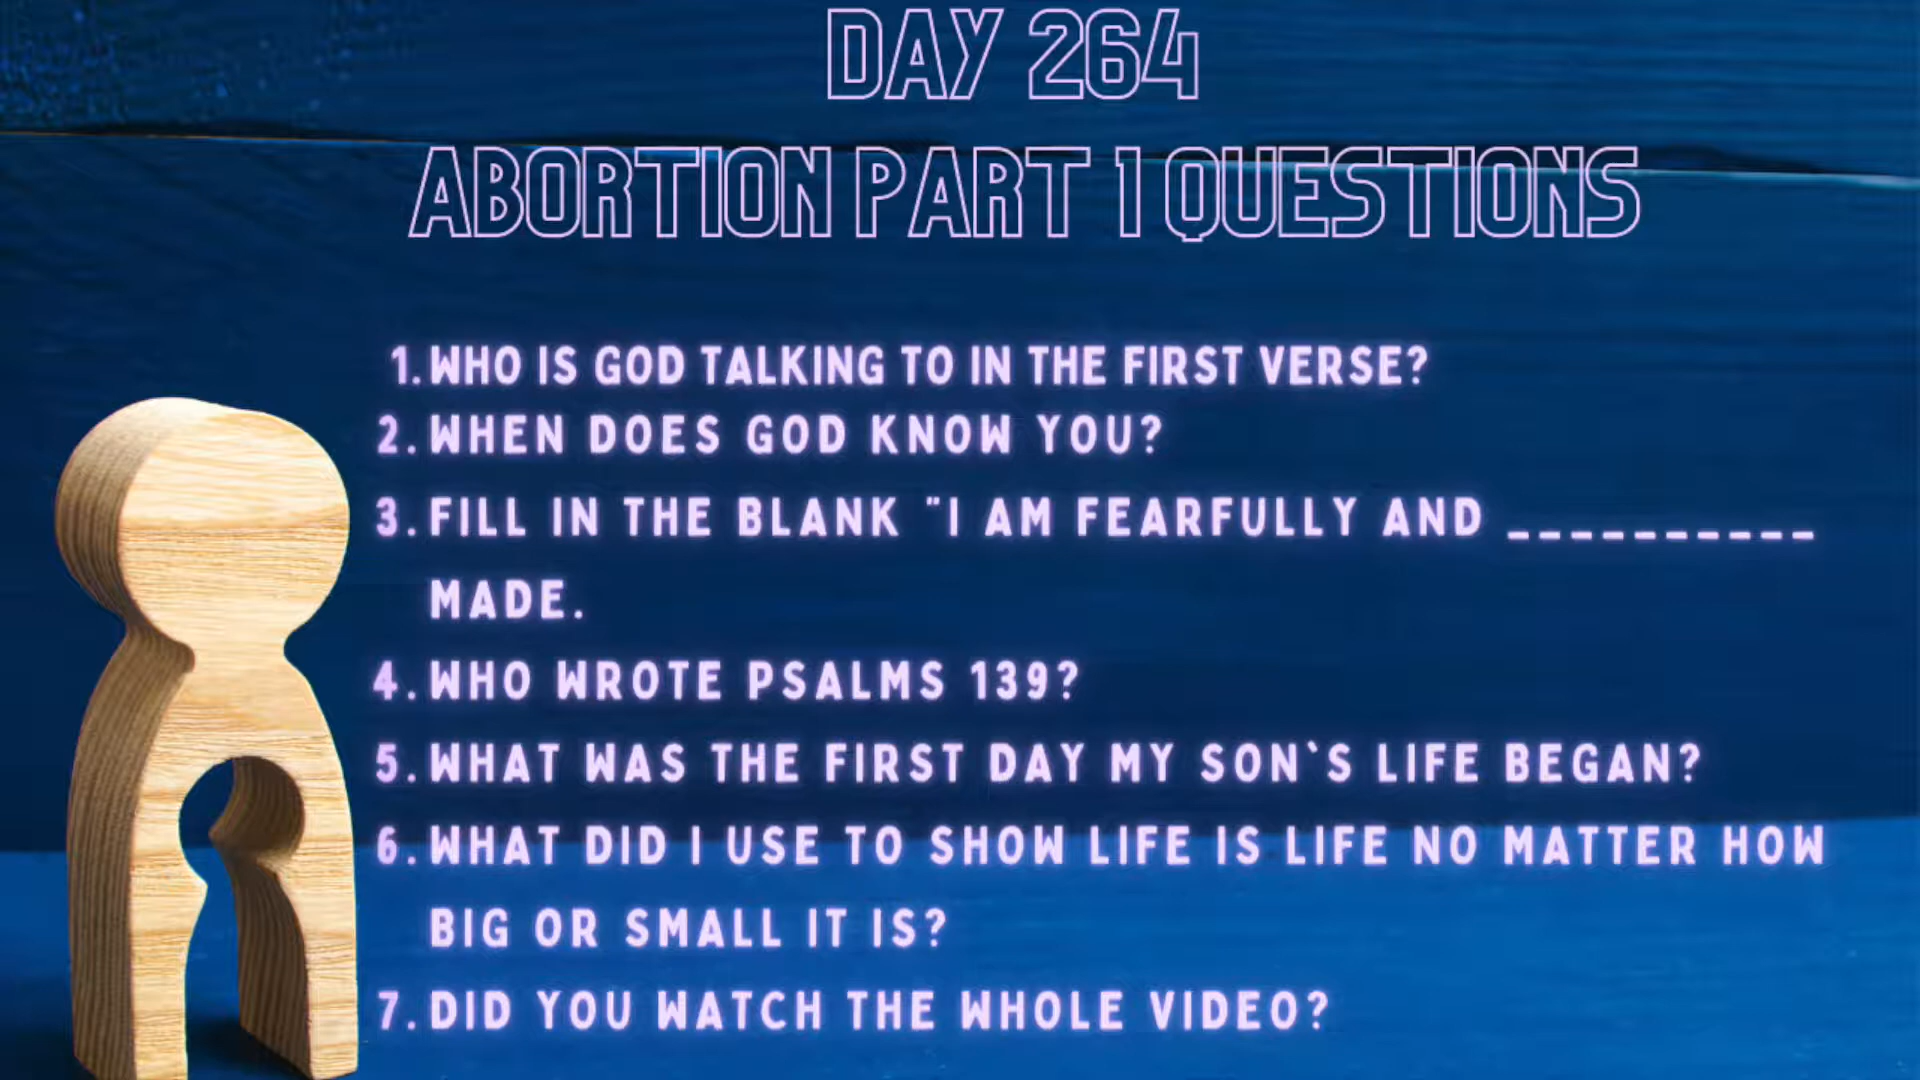 DAY 264
ABORTION PART 1 QUESTIONS
1. WHO IS GOD TALKING TO IN THE FIRST VERSE?
2. WHEN DOES GOD KNOW YOU?
3. FILL IN THE BLANK "I AM FEARFULLY AND __________
MADE.
4. WHO WROTE PSALMS 139?
5. WHAT WAS THE FIRST DAY MY SON`S LIFE BEGAN?
6. WHAT DID I USE TO SHOW LIFE IS LIFE NO MATTER HOW
BIG OR SMALL IT IS?
7. DID YOU WATCH THE WHOLE VIDEO?